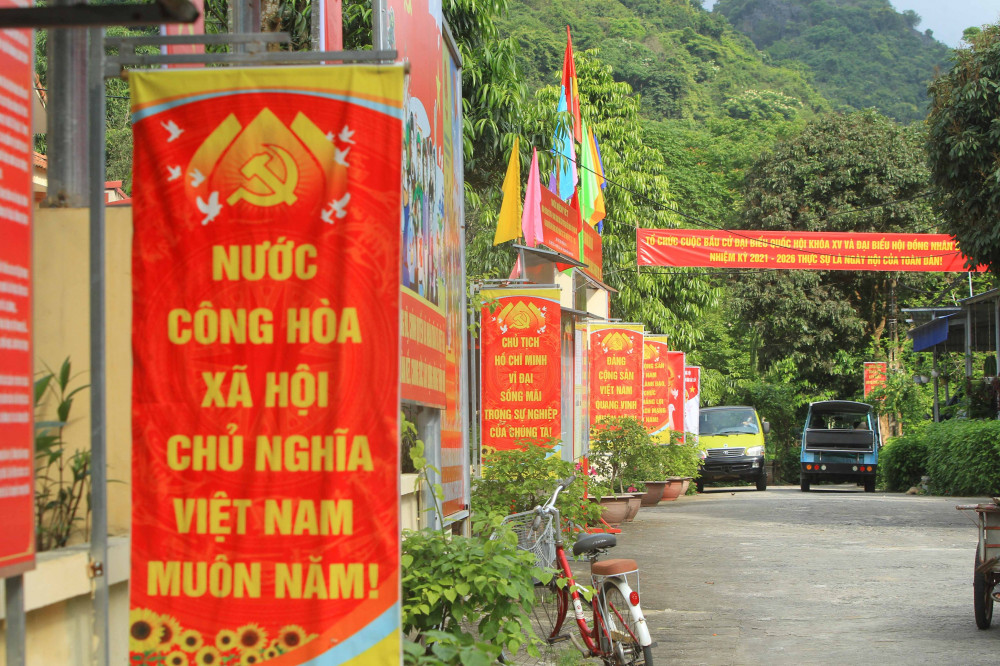 NƯỚC
CỘNG HÒA
XÃ HỘI
CHỦ NGHĨA
VIỆT NAM
MUÔN NĂM!
CHỦ TỊCH
HỒ CHÍ MINH
VĨ ĐẠI
SỐNG MÃI
TRONG SỰ NGHIỆP
CỦA CHÚNG TA!
ĐẢNG
CỘNG SẢN
VIỆT NAM
QUANG VINH
TỔ CHỨC CUỘC BẦU CỬ ĐẠI BIỂU QUỐC HỘI KHÓA XV VÀ ĐẠI BIỂU HỘI ĐỒNG NHÂN
NHIỆM KỲ 2021 - 2026 THỰC SỰ LÀ NGÀY HỘI CỦA TOÀN DÂN!